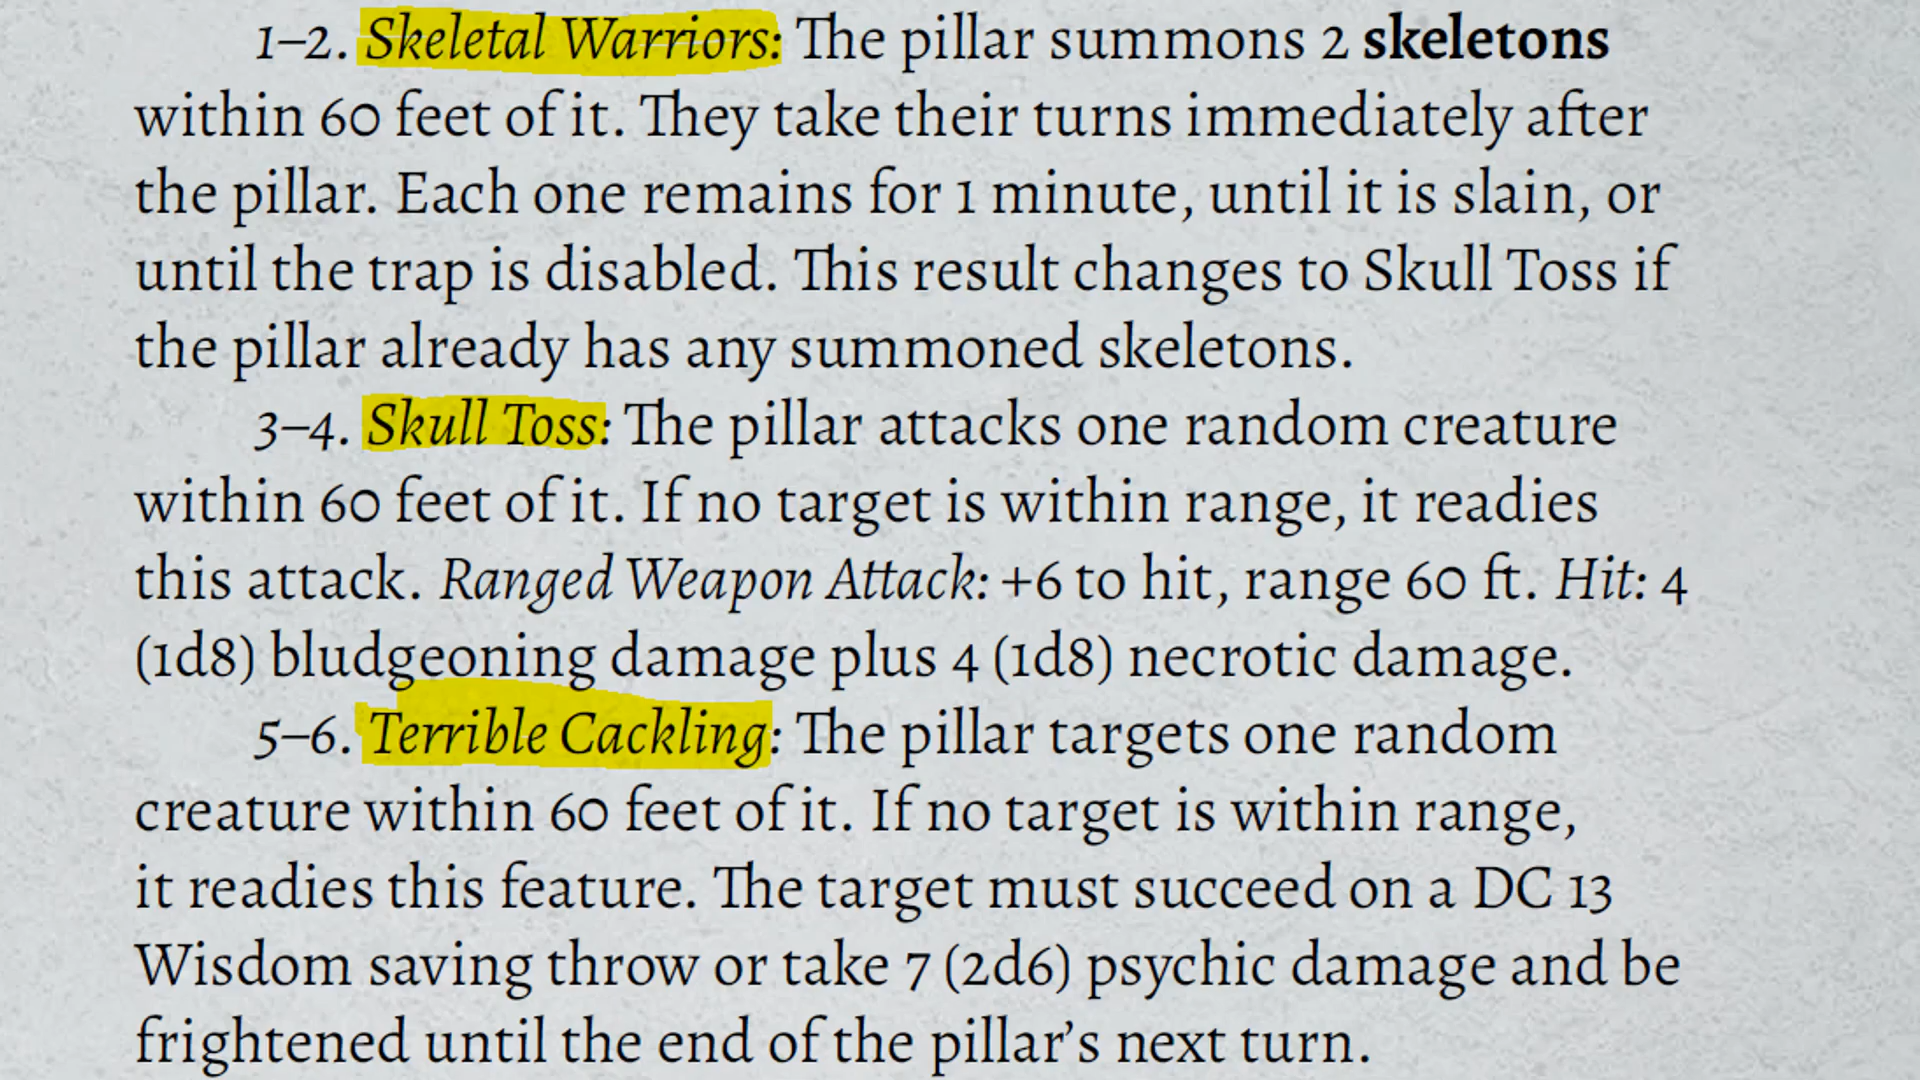 1–2. Skeletal Warriors: The pillar summons 2 skeletons
within 60 feet of it. They take their turns immediately after
the pillar. Each one remains for 1 minute, until it is slain, or
until the trap is disabled. This result changes to Skull Toss if
the pillar already has any summoned skeletons.
3–4. Skull Toss: The pillar attacks one random creature
within 60 feet of it. If no target is within range, it readies
this attack. Ranged Weapon Attack: +6 to hit, range 60 ft. Hit: 4
(1d8) bludgeoning damage plus 4 (1d8) necrotic damage.
5–6. Terrible Cackling: The pillar targets one random
creature within 60 feet of it. If no target is within range,
it readies this feature. The target must succeed on a DC 13
Wisdom saving throw or take 7 (2d6) psychic damage and be
frightened until the end of the pillar’s next turn.